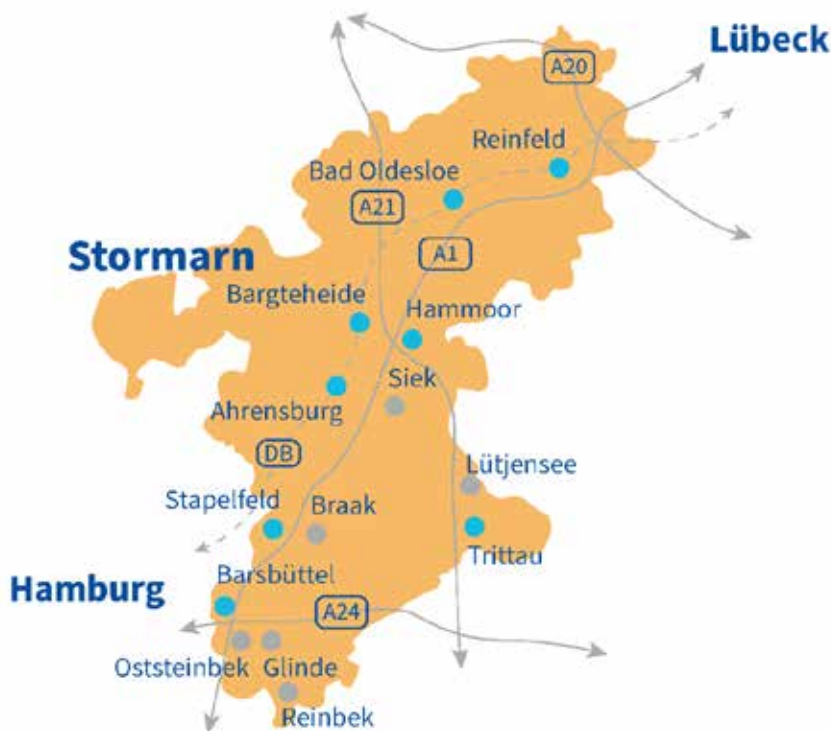 Lübeck
A20
Reinfeld
Bad Oldesloe
A21
A1
Stormarn
Bargteheide
Hammoor
Siek
Ahrensburg
DB
Lütjensee
Stapelfeld
Braak
Trittau
Barsbüttel
Hamburg
A24
Oststeinbek
Glinde
Reinbek